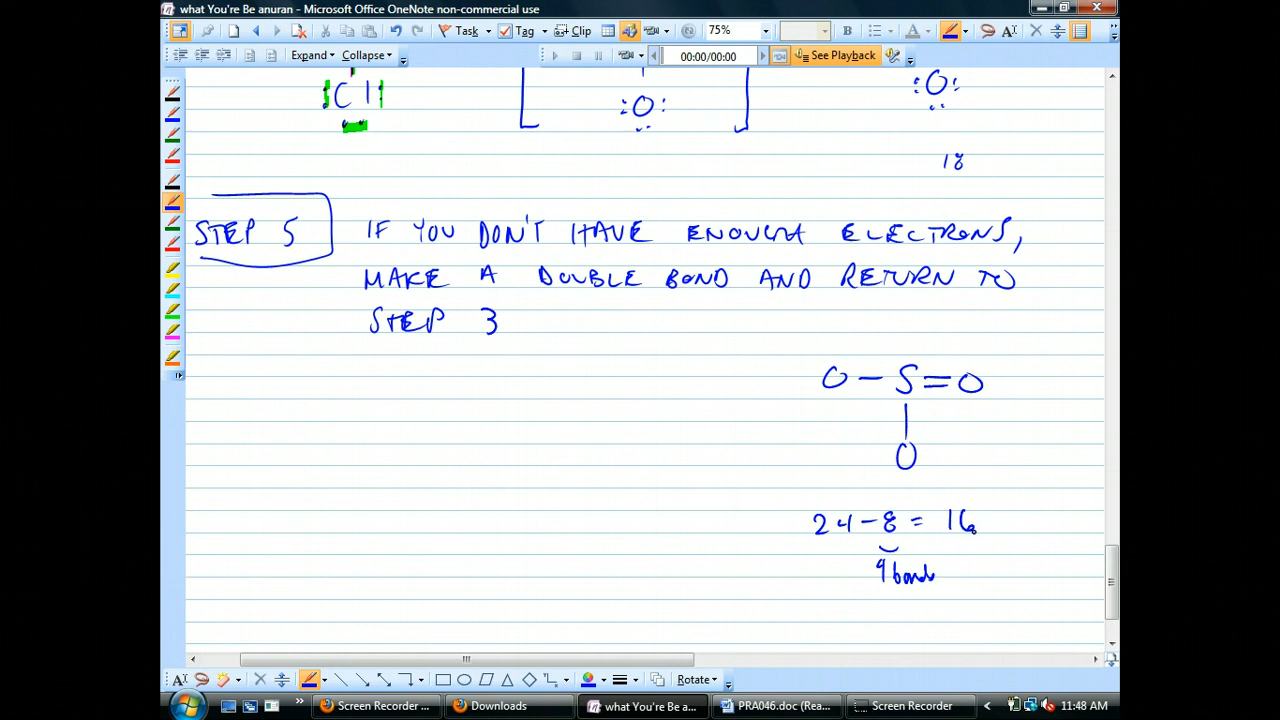 what You're Be anuran - Microsoft Office OneNote non-commercial use
Task Tag Clip 75%
Expand Collapse 00:00/00:00 See Playback
:Cl:
:O:
:O:
18
STEP 5 IF YOU DON'T HAVE ENOUGH ELECTRONS,
MAKE A DOUBLE BOND AND RETURN TO
STEP 3
O - S = O
O
24 - 8 = 16
4 bonds
Rotate
Screen Recorder ... Downloads what You're Be a... PRA046.doc (Rea... Screen Recorder 11:48 AM